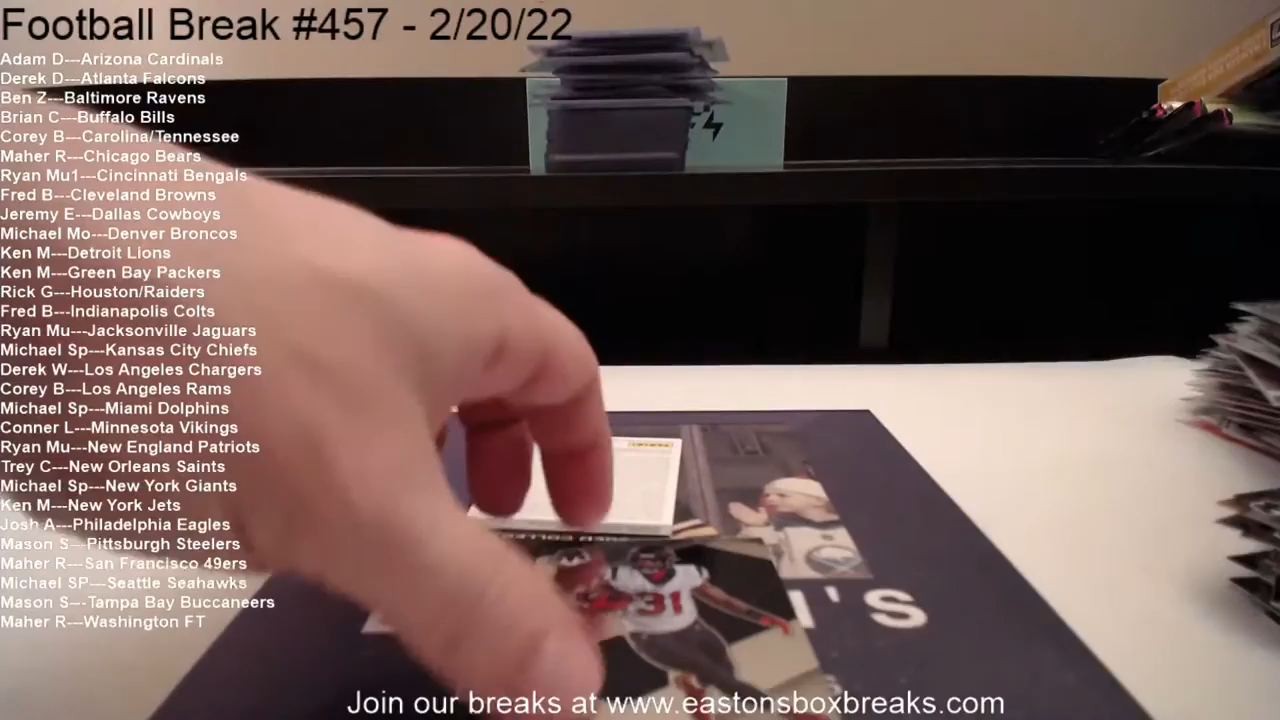 Football Break #457 - 2/20/22
Adam D---Arizona Cardinals
Derek D---Atlanta Falcons
Ben Z---Baltimore Ravens
Brian C---Buffalo Bills
Corey B---Carolina/Tennessee
Maher R---Chicago Bears
Ryan Mu1---Cincinnati Bengals
Fred B---Cleveland Browns
Jeremy E---Dallas Cowboys
Michael Mo---Denver Broncos
Ken M---Detroit Lions
Ken M---Green Bay Packers
Rick G---Houston/Raiders
Fred B---Indianapolis Colts
Ryan Mu---Jacksonville Jaguars
Michael Sp---Kansas City Chiefs
Derek W---Los Angeles Chargers
Corey B---Los Angeles Rams
Michael Sp---Miami Dolphins
Conner L---Minnesota Vikings
Ryan Mu---New England Patriots
Trey C---New Orleans Saints
Michael Sp---New York Giants
Ken M---New York Jets
Josh A---Philadelphia Eagles
Mason S---Pittsburgh Steelers
Maher R---San Francisco 49ers
Michael SP---Seattle Seahawks
Mason S---Tampa Bay Buccaneers
Maher R---Washington FT
31
'S
Join our breaks at www.eastonsboxbreaks.com